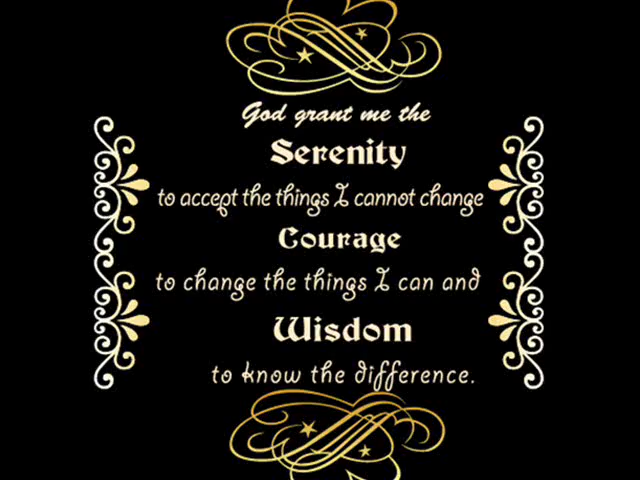 God grant me the
Serenity
to accept the things I cannot change
Courage
to change the things I can and
Wisdom
to know the difference.